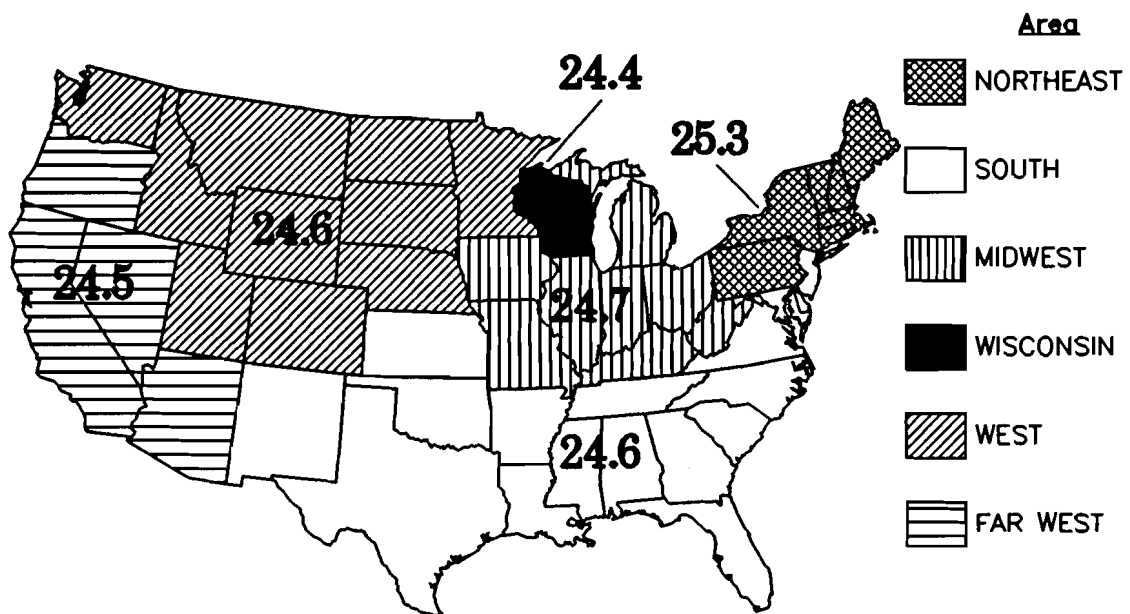 Area
24.4
NORTHEAST
25.3
SOUTH
24.6
24.5
MIDWEST
24.7
WISCONSIN
WEST
24.6
FAR WEST